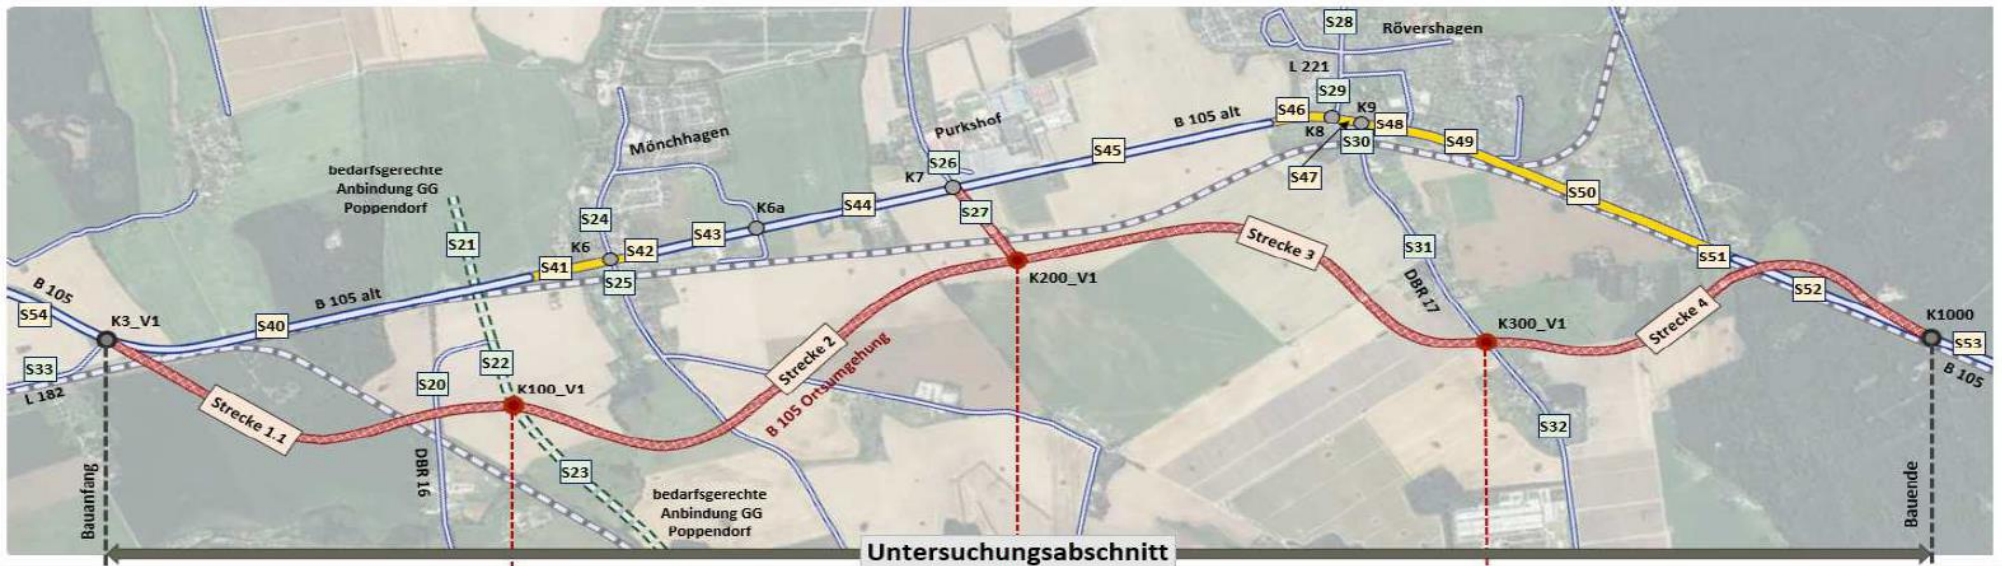 S28
Rövershagen
L 221
S29
S46
K9
K8
S48
S30
S49
S47
B 105 alt
Purkshof
S45
Mönchhagen
S26
K7
bedarfsgerechte
Anbindung GG
Poppendorf
S44
K6a
S50
S27
S24
S43
K6
S42
S21
S41
S25
Strecke 3
S31
DBR 17
S51
K200_V1
B 105
B 105 alt
S54
K3_V1
S40
S52
K1000
S53
B 105
K300_V1
Strecke 4
S33
L 182
S22
S20
K100_V1
Strecke 2
B 105 Ortsumgehung
Strecke 1.1
S32
DBR 16
S23
Bauanfang
bedarfsgerechte
Anbindung GG
Poppendorf
Bauende
Untersuchungsabschnitt